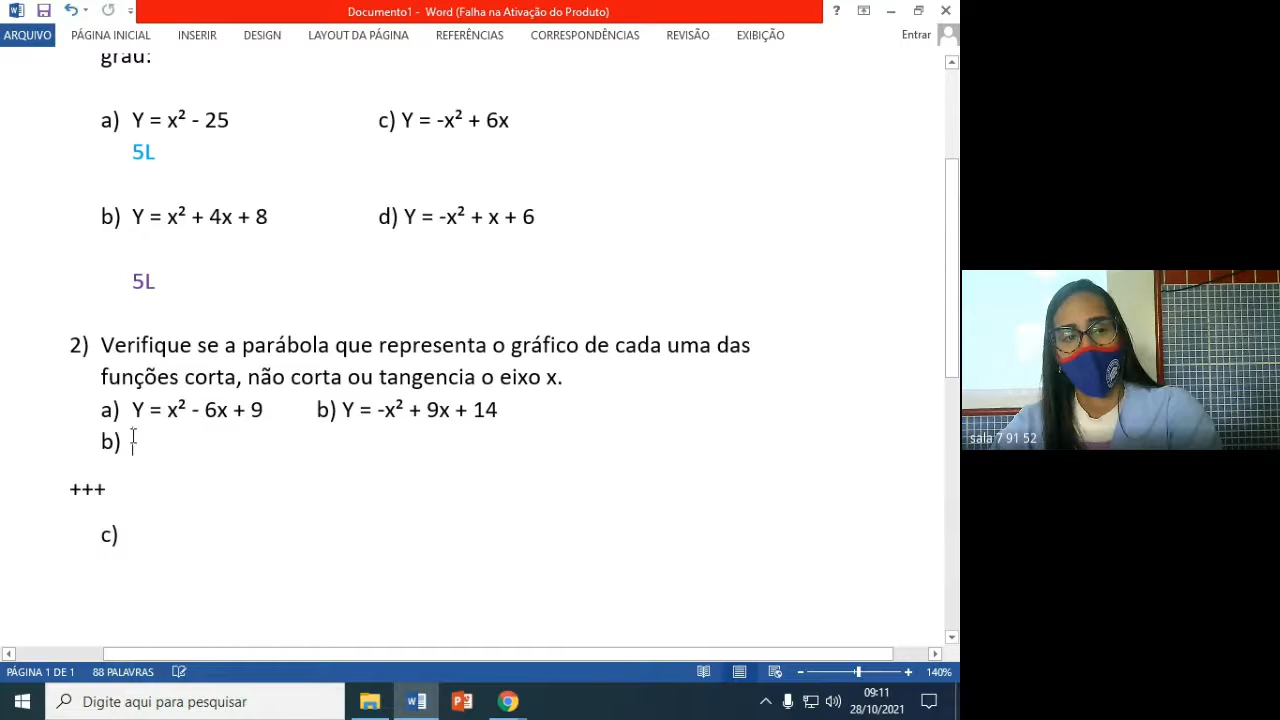 Documento1 - Word (Falha na Ativação do Produto)
ARQUIVO PÁGINA INICIAL INSERIR DESIGN LAYOUT DA PÁGINA REFERÊNCIAS CORRESPONDÊNCIAS REVISÃO EXIBIÇÃO Entrar
grau:
a) Y = x² - 25 c) Y = -x² + 6x
5L
b) Y = x² + 4x + 8 d) Y = -x² + x + 6
5L
2) Verifique se a parábola que representa o gráfico de cada uma das
funções corta, não corta ou tangencia o eixo x.
a) Y = x² - 6x + 9 b) Y = -x² + 9x + 14
b)
+++
c)
sala 7 91 52
PÁGINA 1 DE 1 88 PALAVRAS 140%
Digite aqui para pesquisar
09:11
28/10/2021